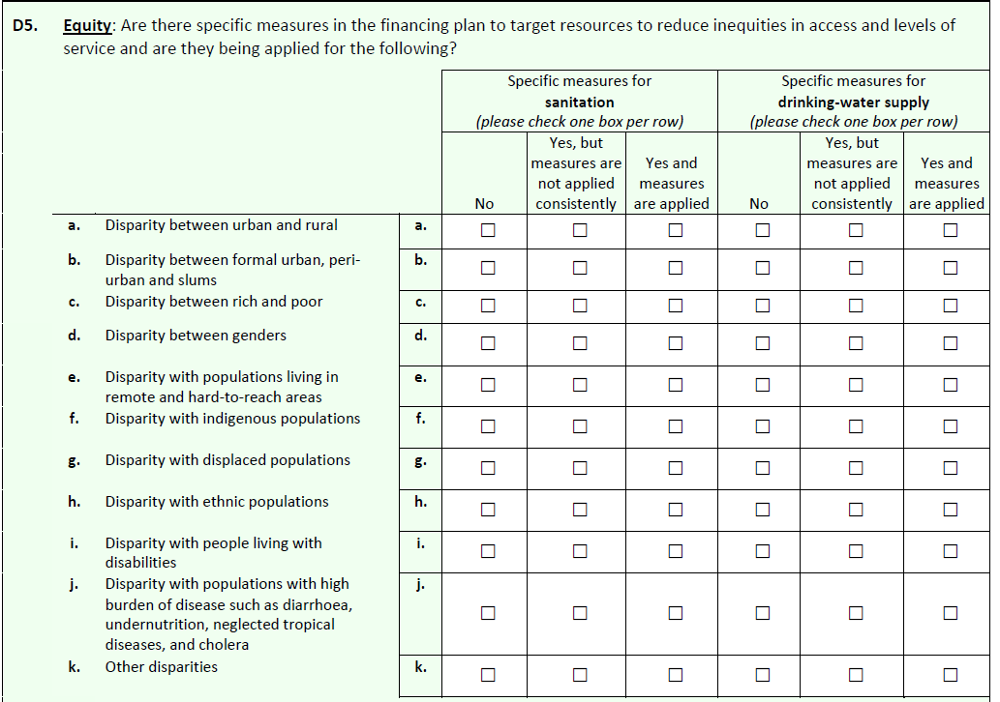 D5. Equity: Are there specific measures in the financing plan to target resources to reduce inequities in access and levels of
service and are they being applied for the following?
Specific measures for
sanitation
(please check one box per row)
Specific measures for
drinking-water supply
(please check one box per row)
No
Yes, but
measures are
not applied
consistently
Yes and
measures
are applied
No
Yes, but
measures are
not applied
consistently
Yes and
measures
are applied
a. Disparity between urban and rural a. ☐ ☐ ☐ ☐ ☐ ☐
b. Disparity between formal urban, peri- b. ☐ ☐ ☐ ☐ ☐ ☐
urban and slums
c. Disparity between rich and poor c. ☐ ☐ ☐ ☐ ☐ ☐
d. Disparity between genders d. ☐ ☐ ☐ ☐ ☐ ☐
e. Disparity with populations living in e. ☐ ☐ ☐ ☐ ☐ ☐
remote and hard-to-reach areas
f. Disparity with indigenous populations f. ☐ ☐ ☐ ☐ ☐ ☐
g. Disparity with displaced populations g. ☐ ☐ ☐ ☐ ☐ ☐
h. Disparity with ethnic populations h. ☐ ☐ ☐ ☐ ☐ ☐
i. Disparity with people living with i. ☐ ☐ ☐ ☐ ☐ ☐
disabilities
j. Disparity with populations with high j. ☐ ☐ ☐ ☐ ☐ ☐
burden of disease such as diarrhoea,
undernutrition, neglected tropical
diseases, and cholera
k. Other disparities k. ☐ ☐ ☐ ☐ ☐ ☐